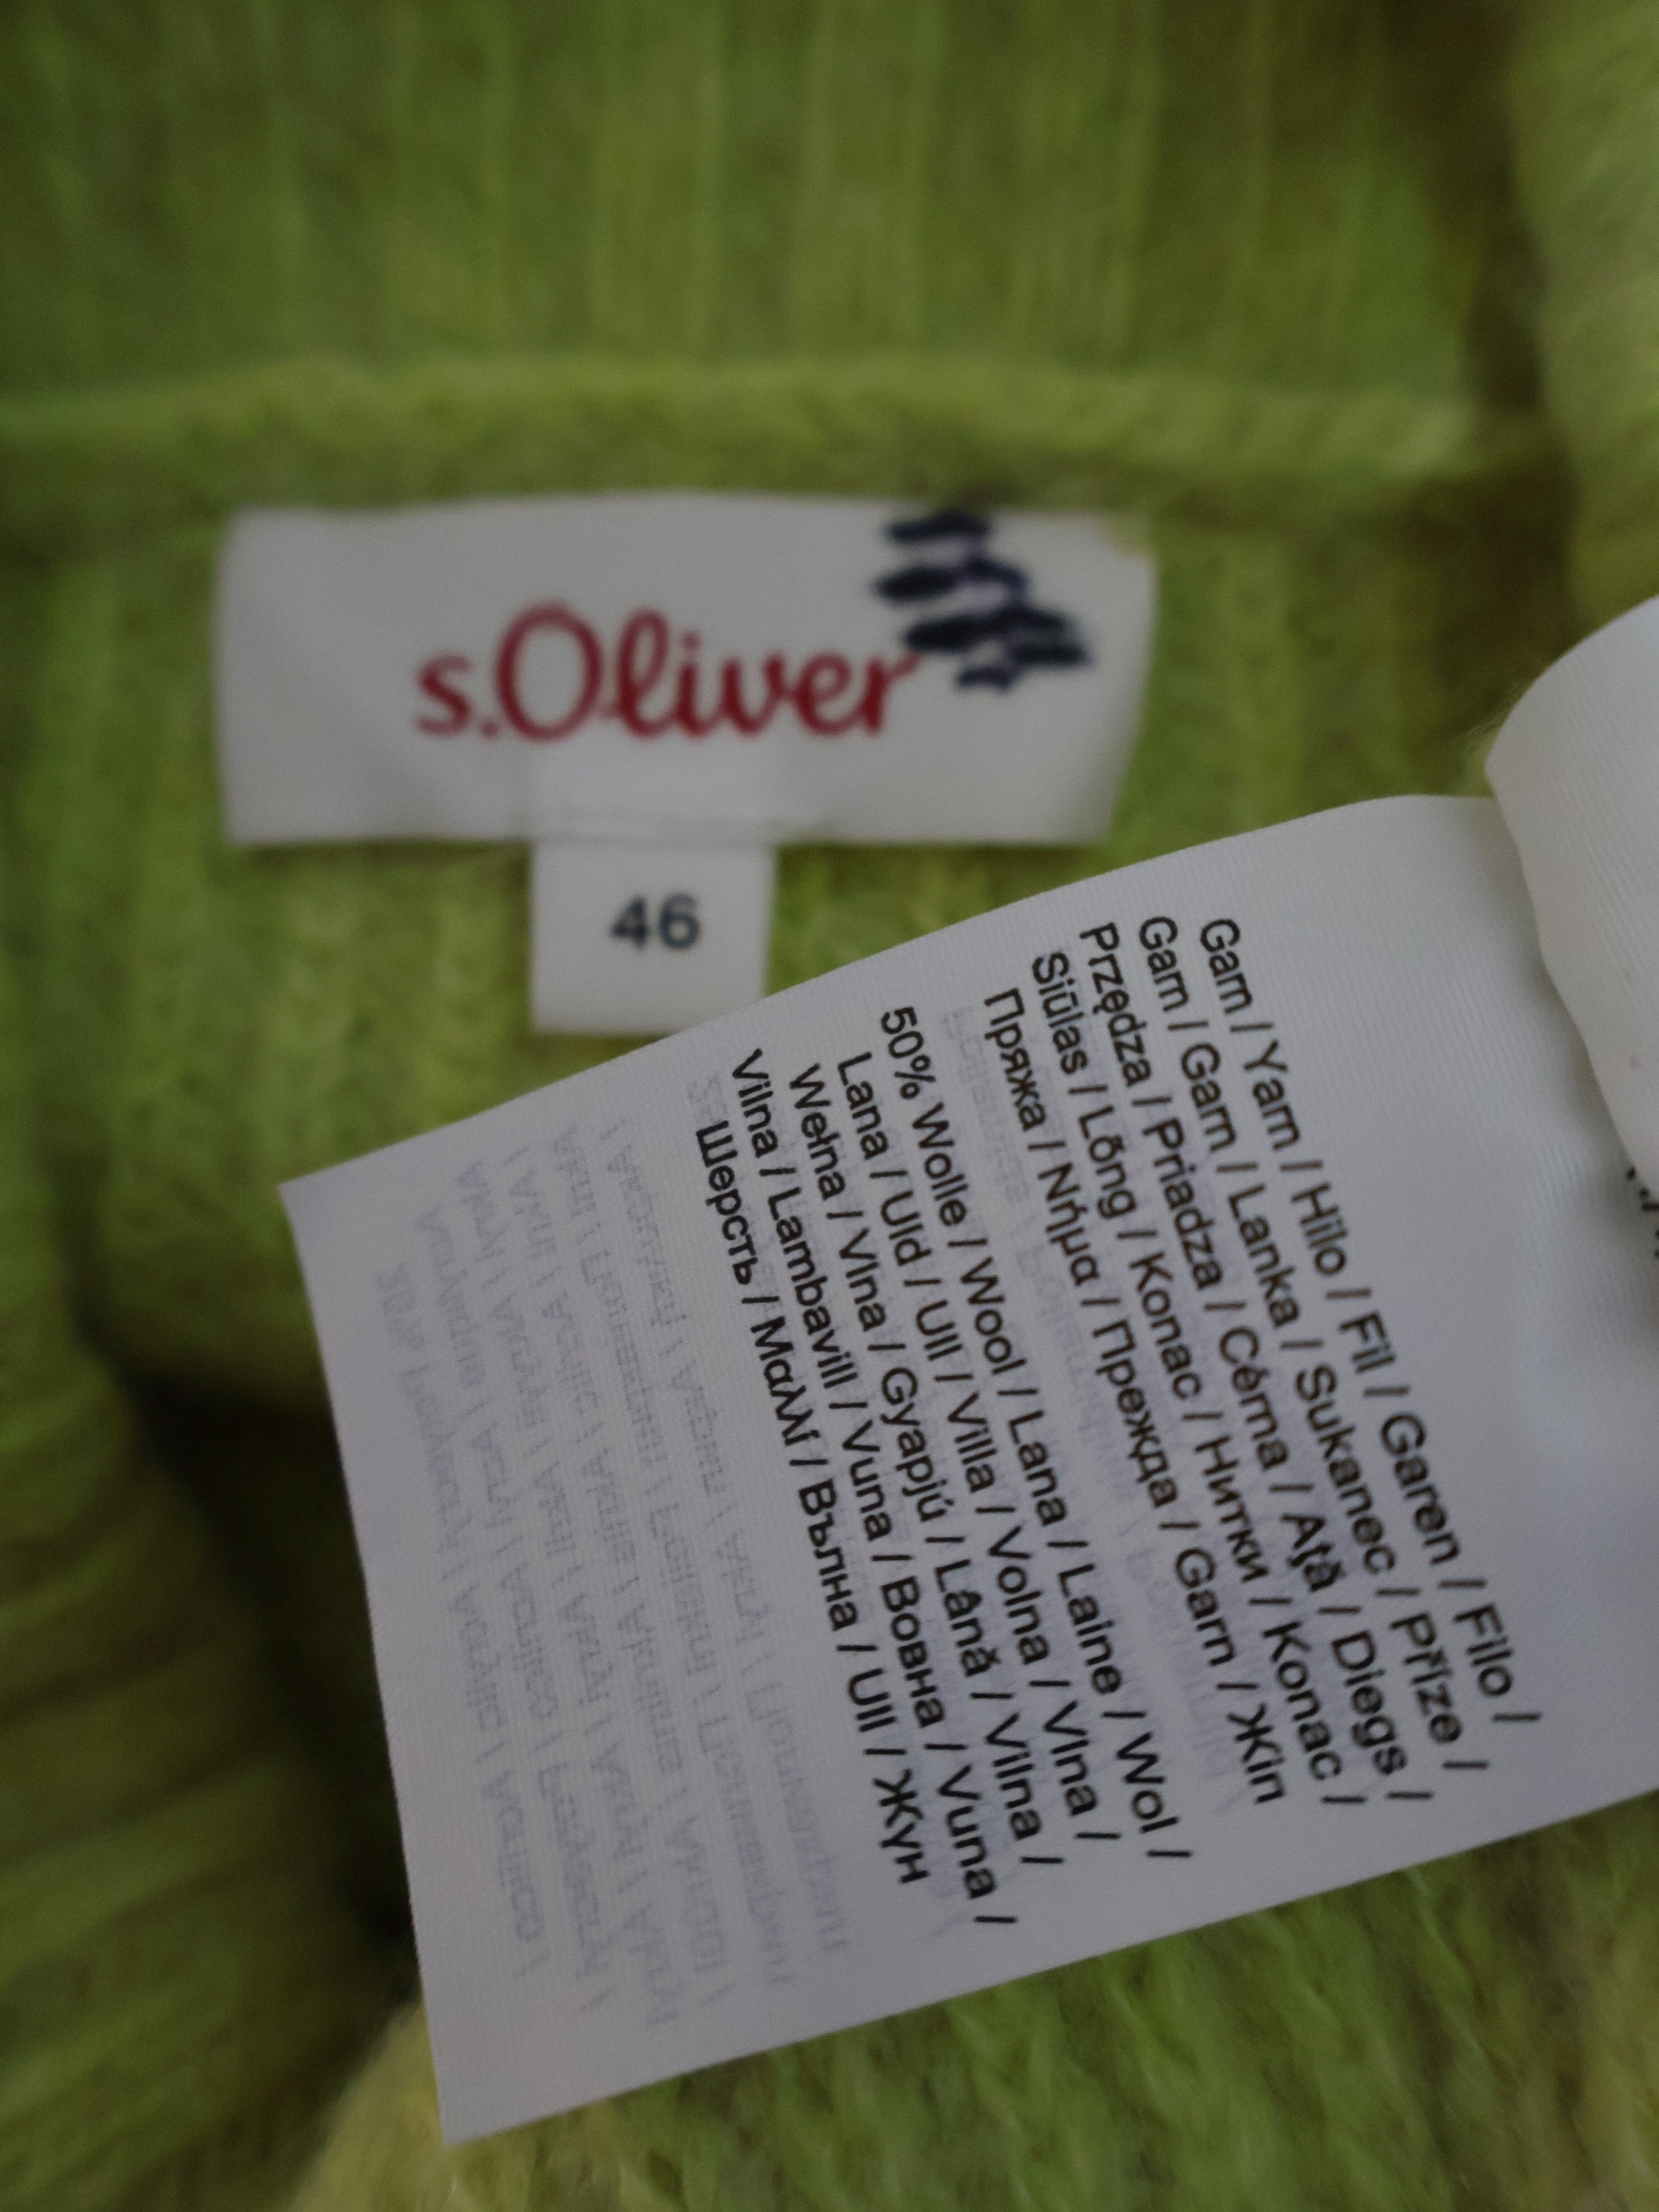 s.Oliver
46
Garn / Yarn / Hilo / Fil / Garen / Filo /
Garn / Garn / Lanka / Sukanec / Příze /
Przędza / Priadza / Cérna / Aţă / Diegs /
Siūlas / Lõng / Konac / Нитки / Konac /
Пряжа / Νήμα / Прежда / Garn / Жіп
50% Wolle / Wool / Lana / Laine / Wol /
Lana / Uld / Ull / Villa / Volna / Vlna /
Wełna / Vlna / Gyapjú / Lână / Vilna /
Vilna / Lambavill / Vuna / Вовна / Vuna /
Шерсть / Μαλλί / Вълна / Ull / Жүн